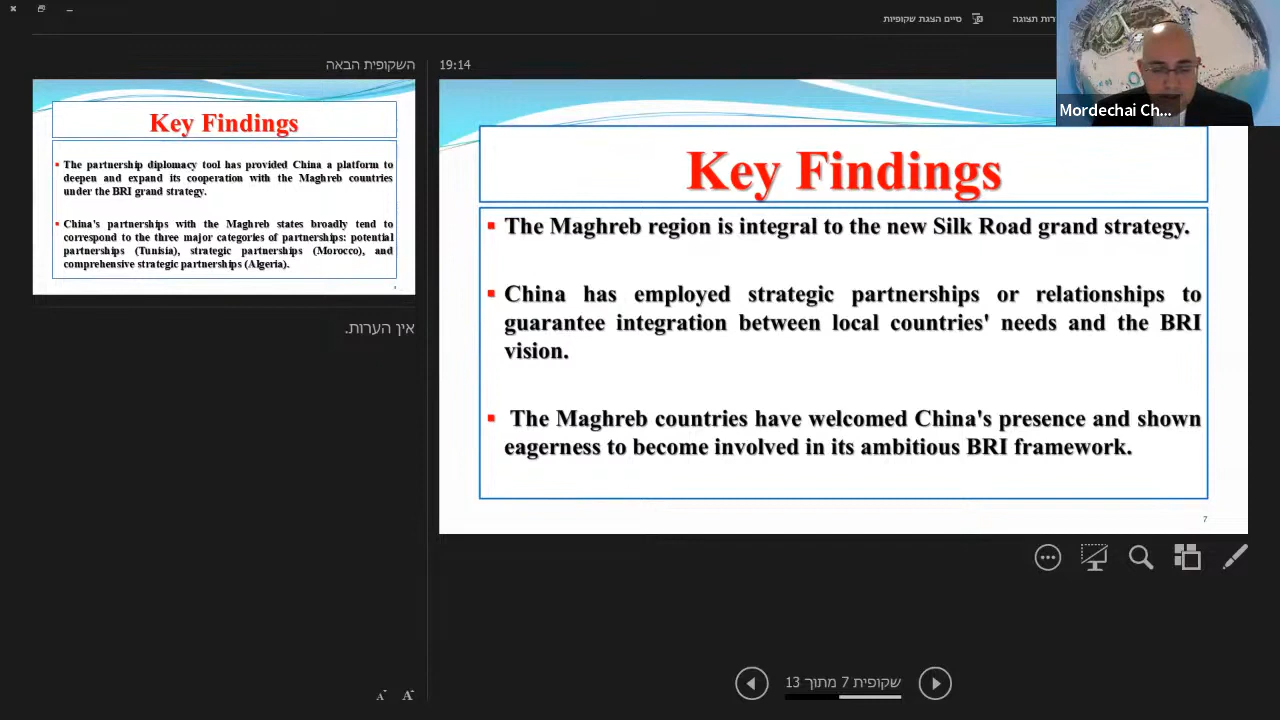 סיים הצגת שקופיות
רות תצוגה
Mordechai Ch...
השקופית הבאה
19:14
Key Findings
▪ The partnership diplomacy tool has provided China a platform to
deepen and expand its cooperation with the Maghreb countries
under the BRI grand strategy.
▪ China's partnerships with the Maghreb states broadly tend to
correspond to the three major categories of partnerships: potential
partnerships (Tunisia), strategic partnerships (Morocco), and
comprehensive strategic partnerships (Algeria).
אין הערות.
Key Findings
▪ The Maghreb region is integral to the new Silk Road grand strategy.
▪ China has employed strategic partnerships or relationships to
guarantee integration between local countries' needs and the BRI
vision.
▪ The Maghreb countries have welcomed China's presence and shown
eagerness to become involved in its ambitious BRI framework.
7
שקופית 7 מתוך 13
A A